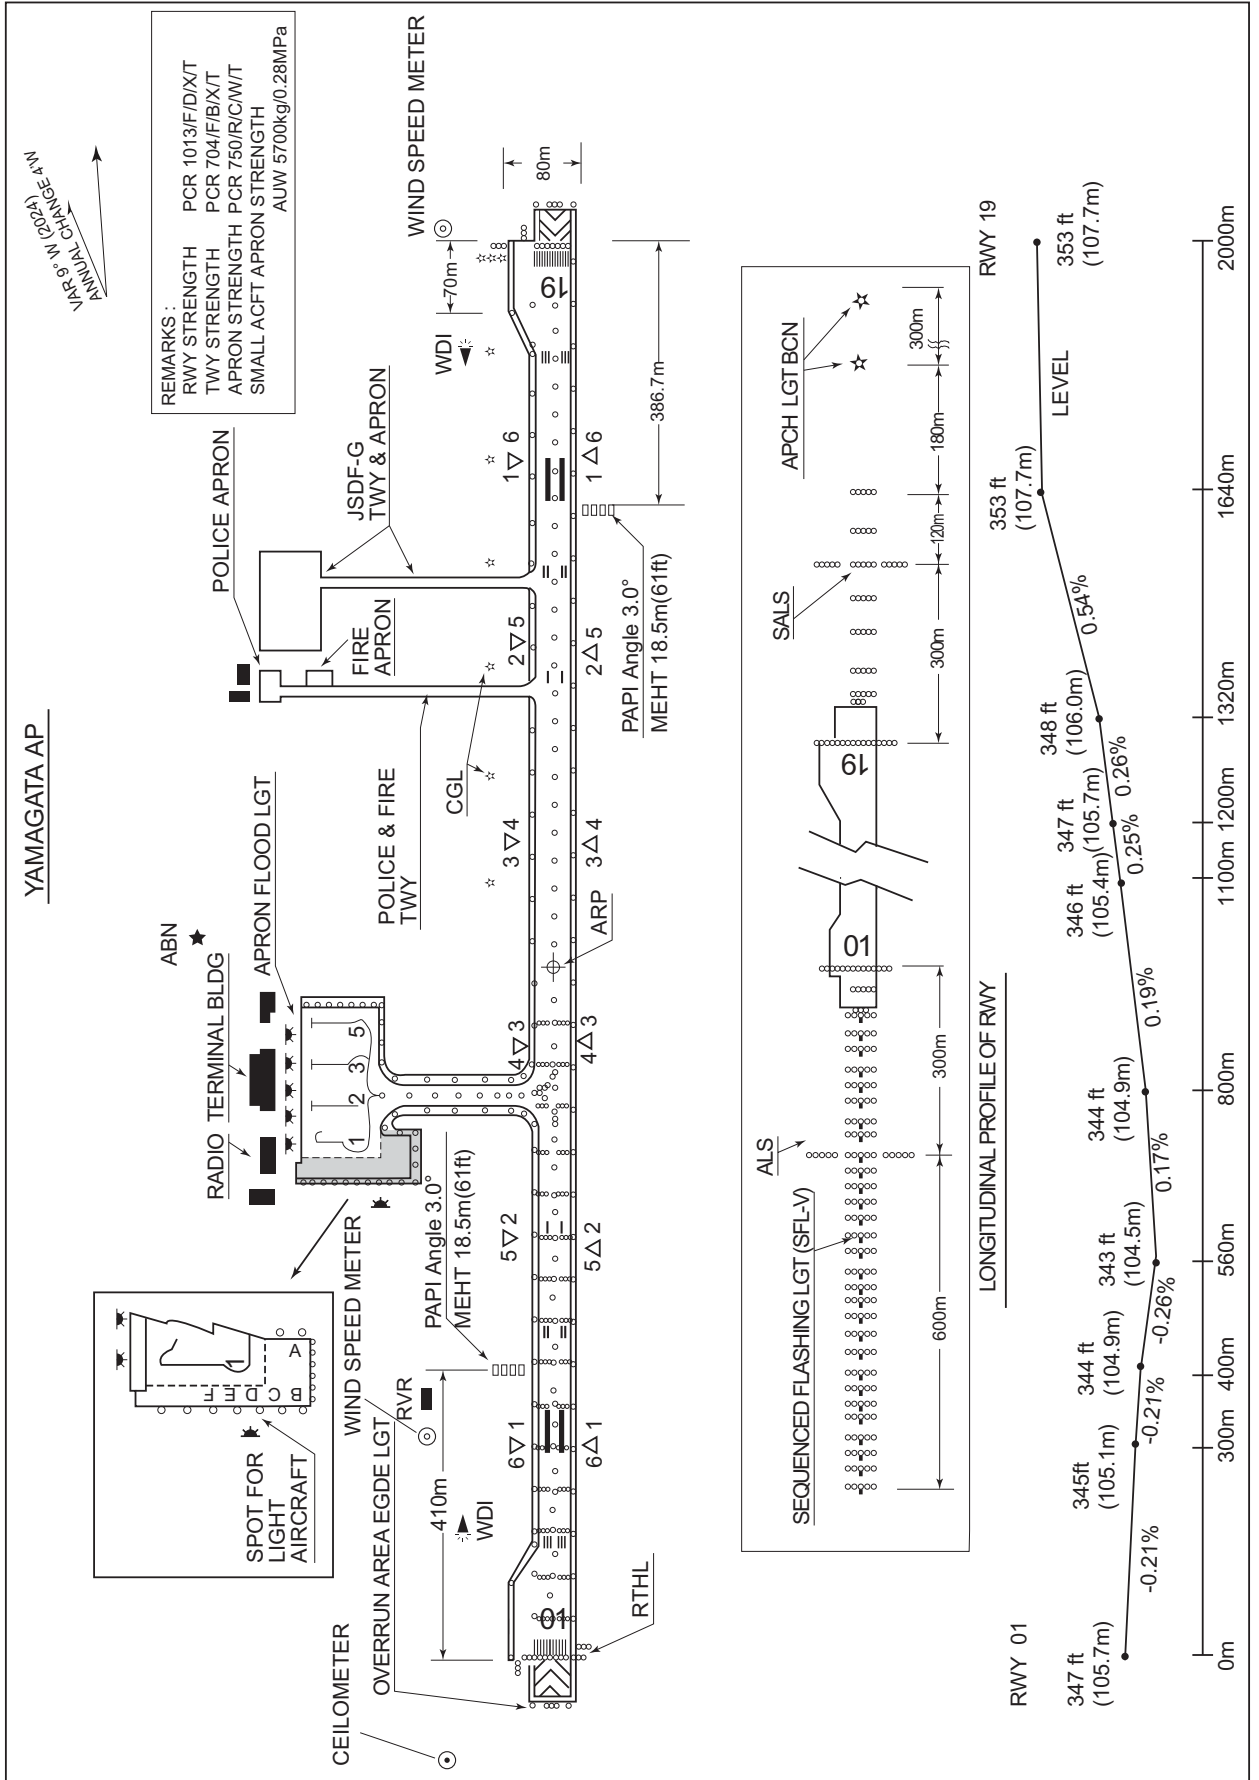 YAMAGATA AP
VAR 9° W (2024)
ANNUAL CHANGE 4'W
REMARKS :
RWY STRENGTH PCR 1013/F/D/X/T
TWY STRENGTH PCR 704/F/B/X/T
APRON STRENGTH PCR 750/R/C/W/T
SMALL ACFT APRON STRENGTH
AUW 5700kg/0.28MPa
SPOT FOR
LIGHT
AIRCRAFT
A
B C D E F
1
RADIO
TERMINAL BLDG
ABN
APRON FLOOD LGT
1 2 3 5
POLICE APRON
FIRE
APRON
JSDF-G
TWY & APRON
POLICE & FIRE
TWY
CGL
WDI
WIND SPEED METER
70m
80m
CEILOMETER
OVERRUN AREA EGDE LGT
WIND SPEED METER
RVR
410m
WDI
PAPI Angle 3.0°
MEHT 18.5m(61ft)
6 1
5 2
4 3
3 4
2 5
1 6
01
19
6 1
5 2
4 3
3 4
2 5
1 6
RTHL
ARP
PAPI Angle 3.0°
MEHT 18.5m(61ft)
386.7m
SEQUENCED FLASHING LGT (SFL-V)
ALS
SALS
APCH LGT BCN
01
19
600m
300m
300m
120m
180m
300m
LONGITUDINAL PROFILE OF RWY
RWY 01
RWY 19
347 ft
(105.7m)
345ft
(105.1m)
344 ft
(104.9m)
343 ft
(104.5m)
344 ft
(104.9m)
346 ft
(105.4m)
347 ft
(105.7m)
348 ft
(106.0m)
353 ft
(107.7m)
353 ft
(107.7m)
-0.21%
-0.21%
-0.26%
0.17%
0.19%
0.25%
0.26%
0.54%
LEVEL
0m
300m
400m
560m
800m
1100m
1200m
1320m
1640m
2000m